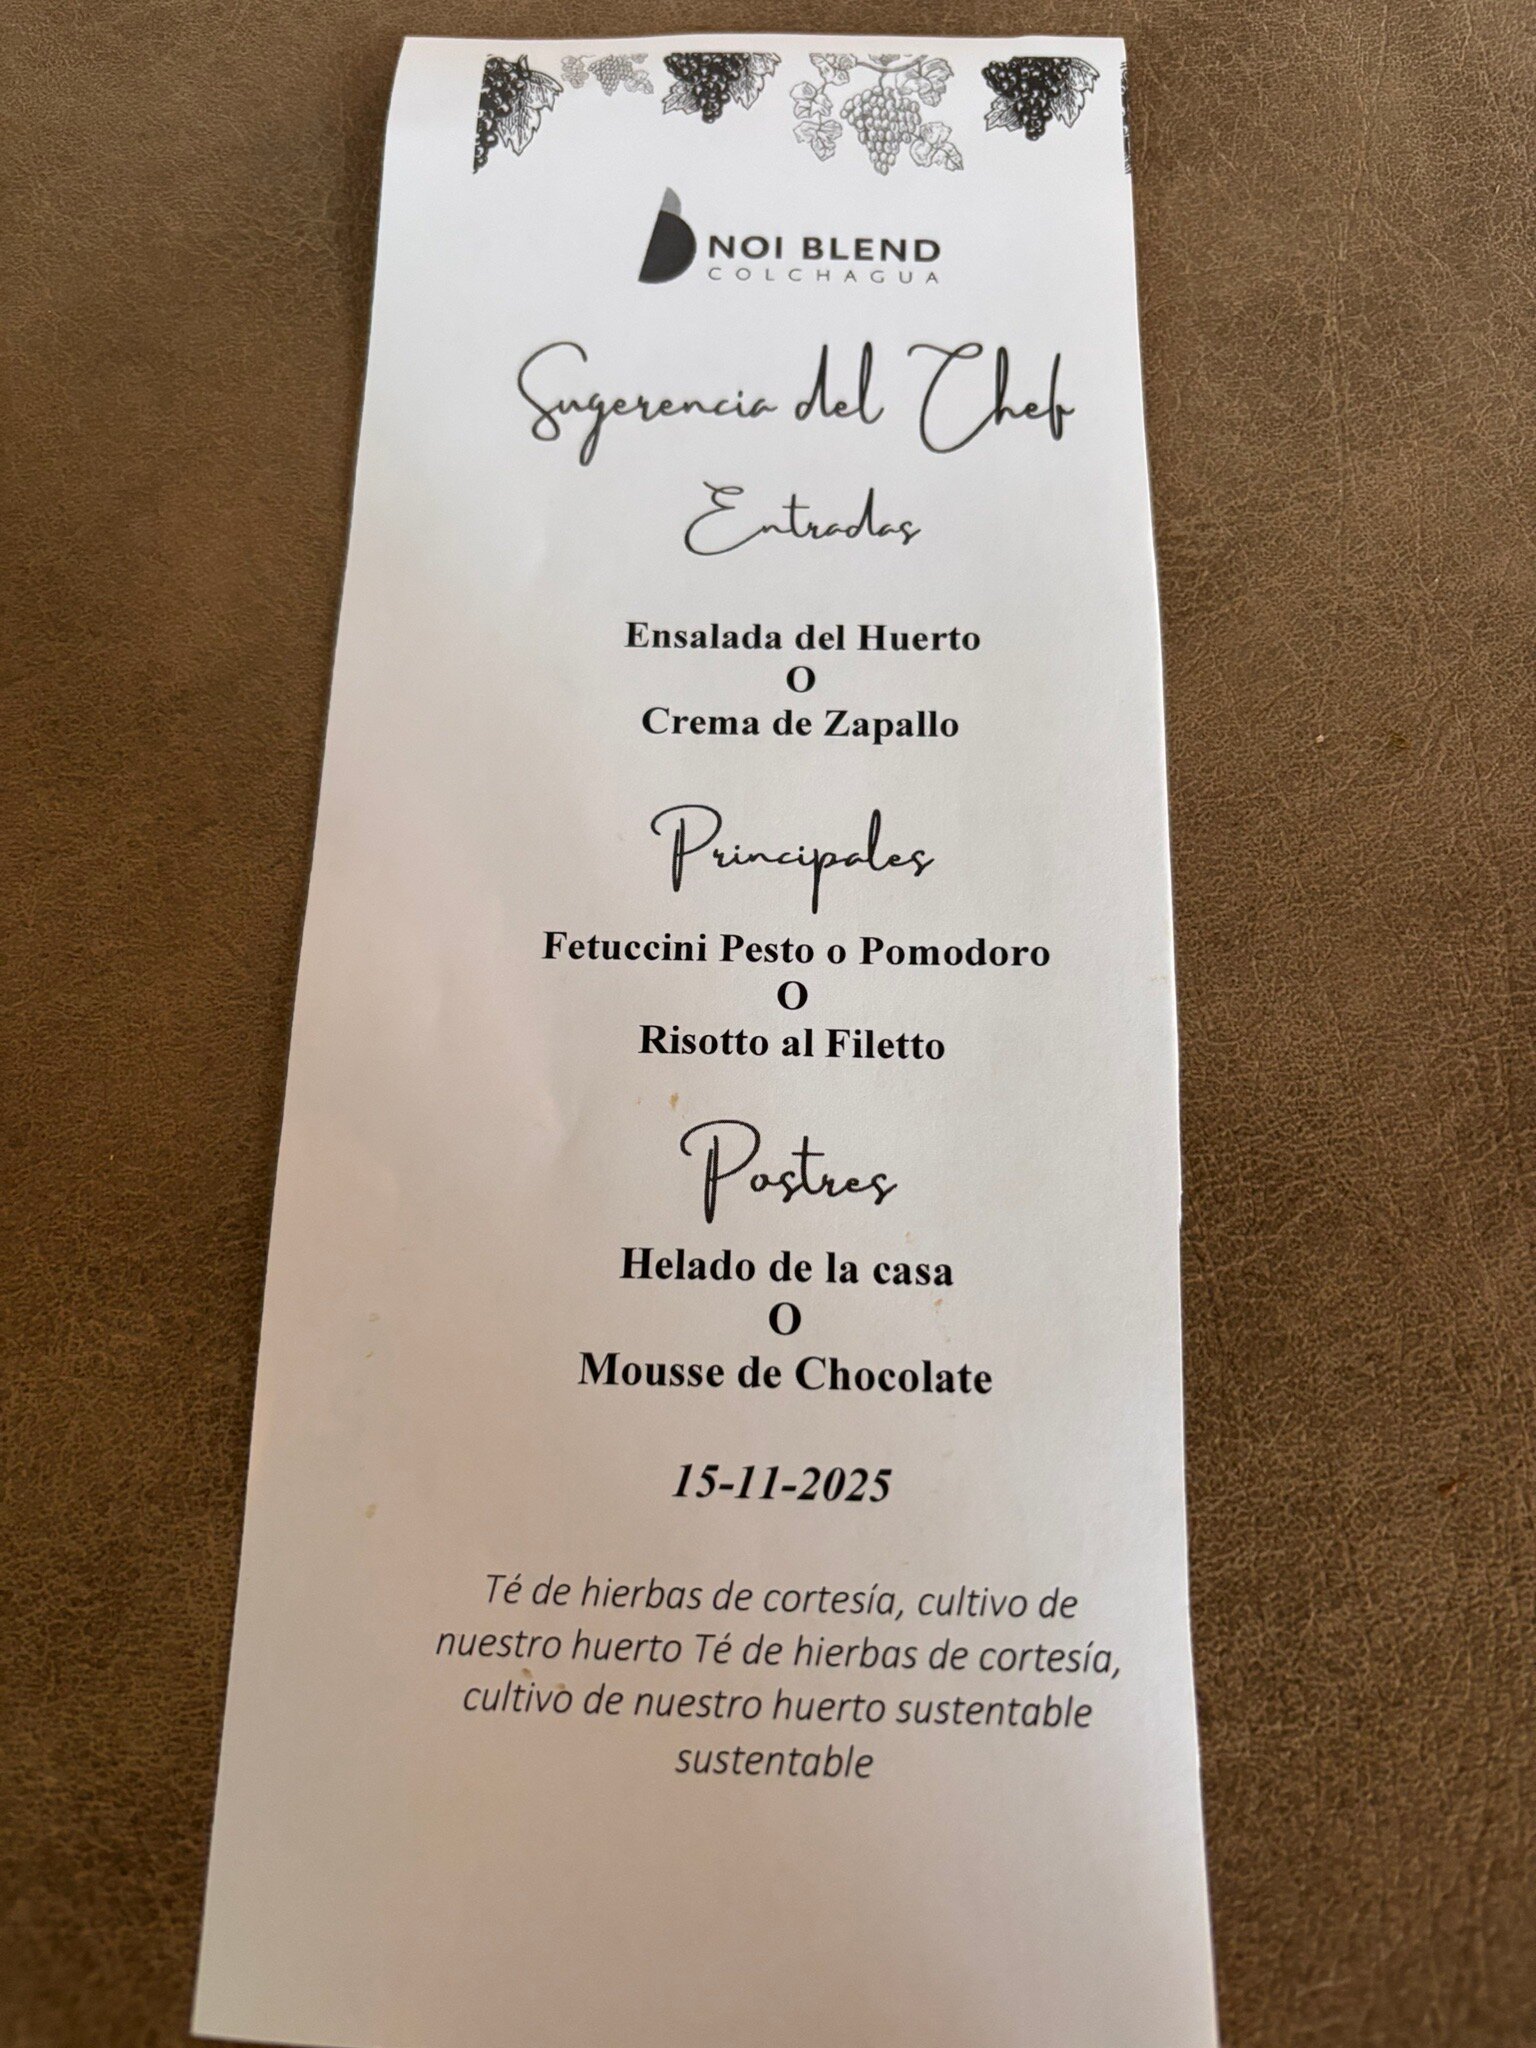 NOI BLEND
COLCHAGUA
Sugerencia del Chef
Entradas
Ensalada del Huerto
O
Crema de Zapallo
Principales
Fetuccini Pesto o Pomodoro
O
Risotto al Filetto
Postres
Helado de la casa
O
Mousse de Chocolate
15-11-2025
Té de hierbas de cortesía, cultivo de
nuestro huerto Té de hierbas de cortesía,
cultivo de nuestro huerto sustentable
sustentable